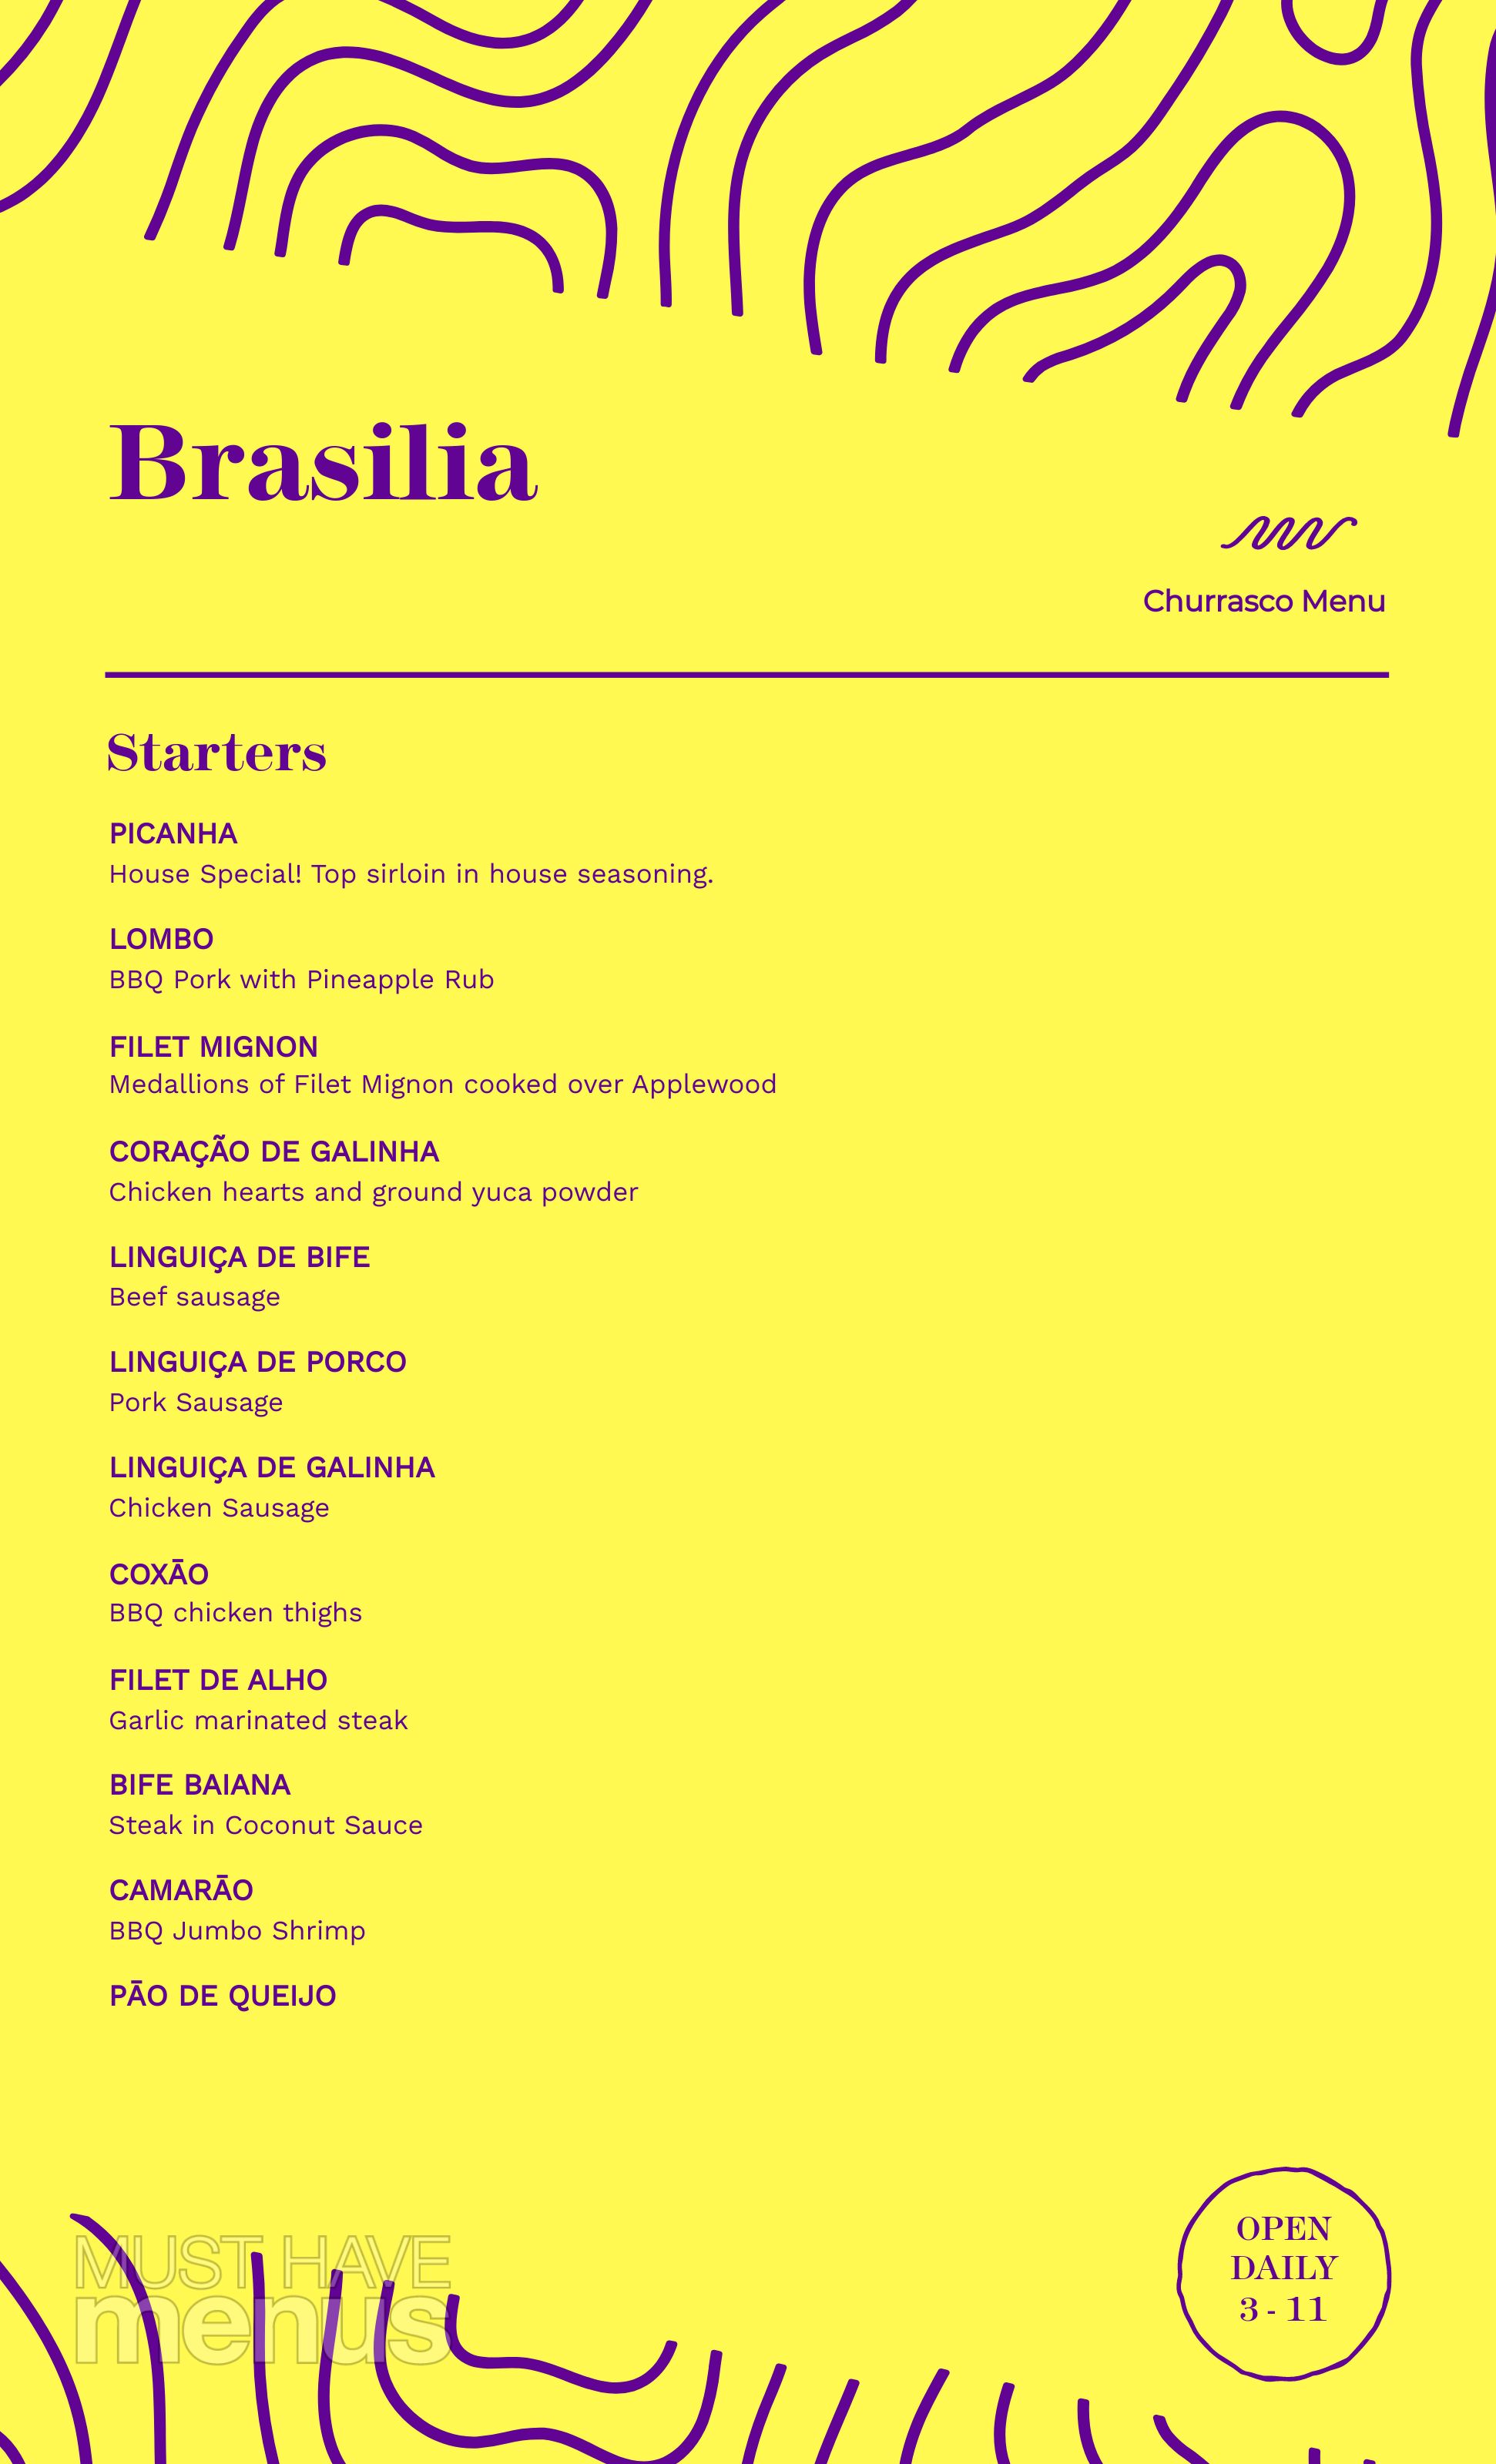 Brasilia
Churrasco Menu
Starters
PICANHA
House Special! Top sirloin in house seasoning.
LOMBO
BBQ Pork with Pineapple Rub
FILET MIGNON
Medallions of Filet Mignon cooked over Applewood
CORAÇÃO DE GALINHA
Chicken hearts and ground yuca powder
LINGUIÇA DE BIFE
Beef sausage
LINGUIÇA DE PORCO
Pork Sausage
LINGUIÇA DE GALINHA
Chicken Sausage
COXĀO
BBQ chicken thighs
FILET DE ALHO
Garlic marinated steak
BIFE BAIANA
Steak in Coconut Sauce
CAMARĀO
BBQ Jumbo Shrimp
PĀO DE QUEIJO
OPEN
DAILY
3 - 11
MUST HAVE
menus